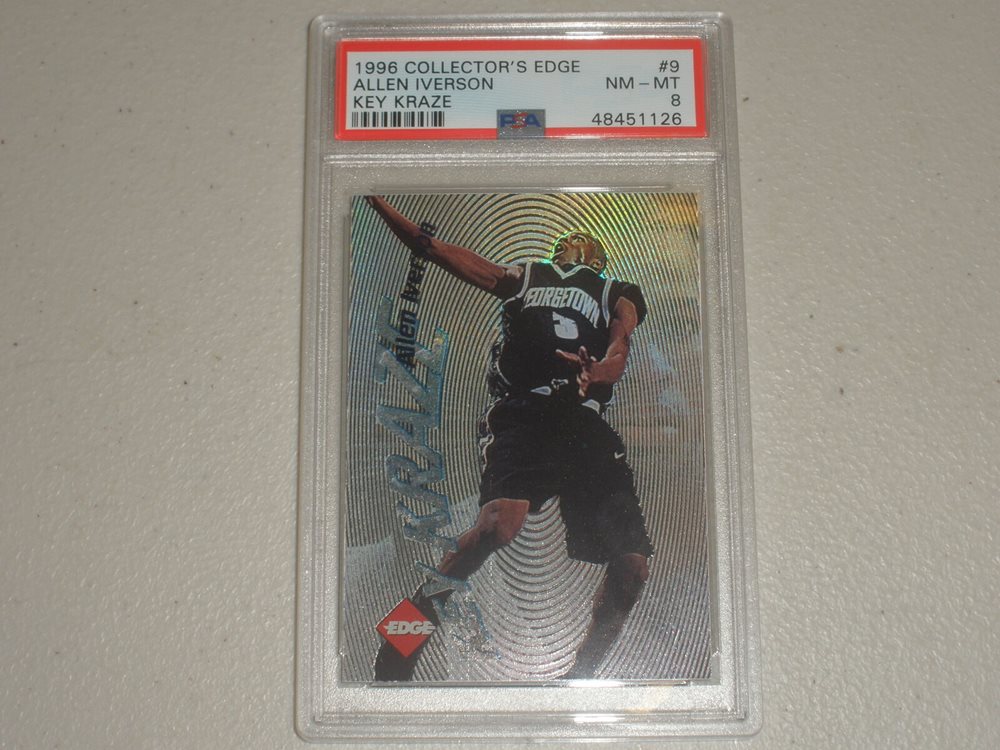 1996 COLLECTOR'S EDGE #9
ALLEN IVERSON NM – MT
KEY KRAZE 8
PSA 48451126
Allen Iverson
KEY KRAZE
GEORGETOWN
3
EDGE